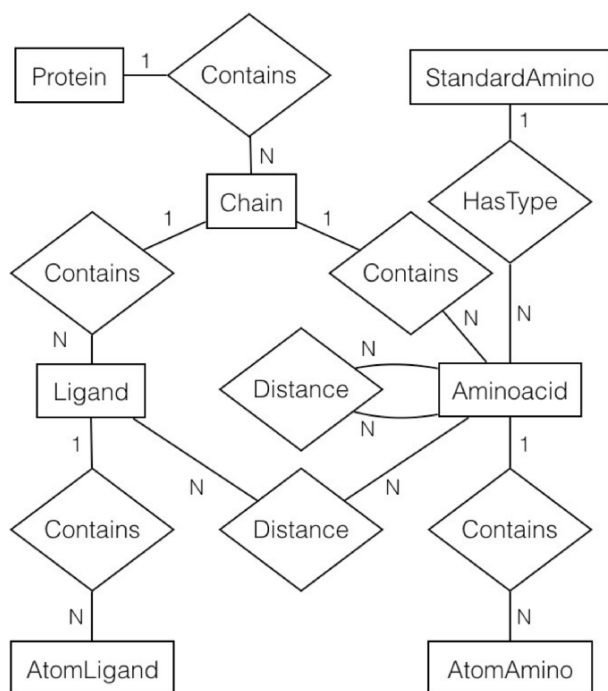 Protein
1
Contains
StandardAmino
1
N
HasType
Chain
1
1
Contains
Contains
N
N
N
N
Distance
N
Ligand
Aminoacid
1
N
N
1
Contains
Distance
Contains
N
N
AtomLigand
AtomAmino